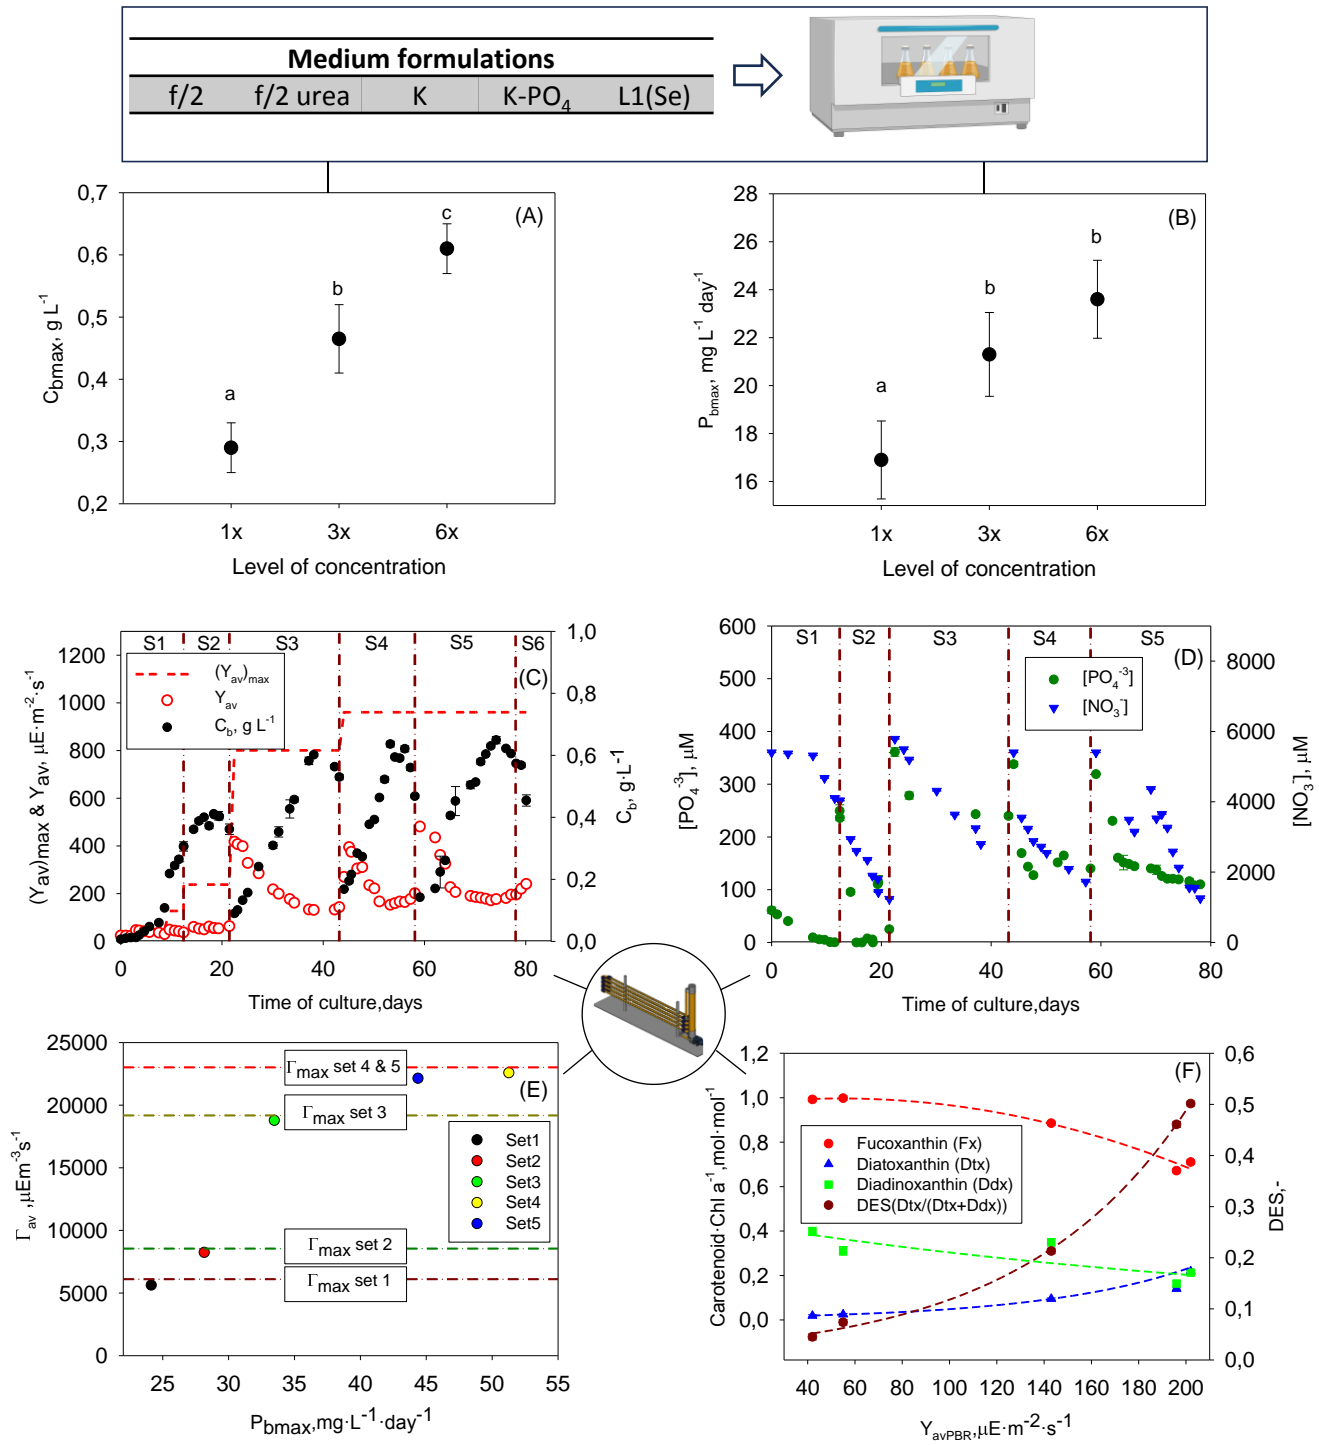 Medium formulations
f/2 f/2 urea K K-PO4 L1(Se)
(A)
C_bmax, g L-1
0,7
0,6
0,5
0,4
0,3
0,2
a
b
c
1x 3x 6x
Level of concentration
(B)
P_bmax, mg L-1 day-1
28
26
24
22
20
18
16
a
b
b
1x 3x 6x
Level of concentration
(C)
S1 S2 S3 S4 S5 S6
(Yav)max & Yav, µE·m-2·s-1
1200
1000
800
600
400
200
0
(Yav)max
Yav
Cb, g L-1
1,0
0,8
0,6
0,4
0,2
0,0
Cb, g·L-1
0 20 40 60 80
Time of culture,days
(D)
S1 S2 S3 S4 S5
[PO4-3], µM
600
550
500
450
400
350
300
250
200
150
100
50
0
[PO4-3]
[NO3-]
8000
6000
4000
2000
0
[NO3], µM
0 20 40 60 80
Time of culture,days
(E)
Γav ,µEm-3s-1
25000
20000
15000
10000
5000
0
Γmax set 4 & 5
Γmax set 3
Γmax set 2
Γmax set 1
Set1
Set2
Set3
Set4
Set5
25 30 35 40 45 50 55
Pbmax,mg·L-1·day-1
(F)
Carotenoid·Chl a-1,mol·mol-1
1,2
1,0
0,8
0,6
0,4
0,2
0,0
Fucoxanthin (Fx)
Diatoxanthin (Dtx)
Diadinoxanthin (Ddx)
DES(Dtx/(Dtx+Ddx))
0,6
0,5
0,4
0,3
0,2
0,1
0,0
DES,-
40 60 80 100 120 140 160 180 200
YavPBR,µE·m-2·s-1